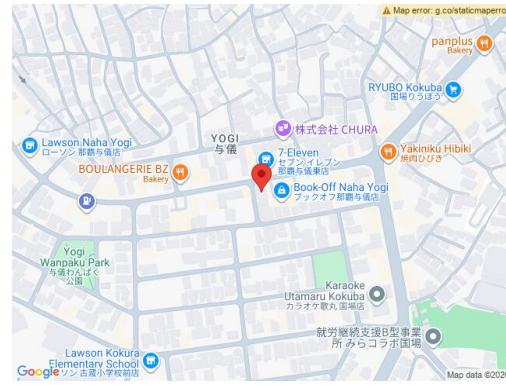 Map error: g.co/staticmaperro
panplus
Bakery
RYUBO Kokuba
国場りうぼう
株式会社 CHURA
YOGI
与儀
Lawson Naha Yogi
ローソン 那覇与儀店
7-Eleven
セブン-イレブン
那覇与儀東店
Yakiniku Hibiki
焼肉ひびき
BOULANGERIE BZ
Bakery
Book-Off Naha Yogi
ブックオフ那覇与儀店
Yogi
Wanpaku Park
与儀わんぱく
公園
Karaoke
Utamaru Kokuba
カラオケ歌丸 国場店
就労継続支援B型事業
所 みらコラボ国場
Lawson Kokura
Elementary School
ソン 古蔵小学校前店
Google
Map data ©2026